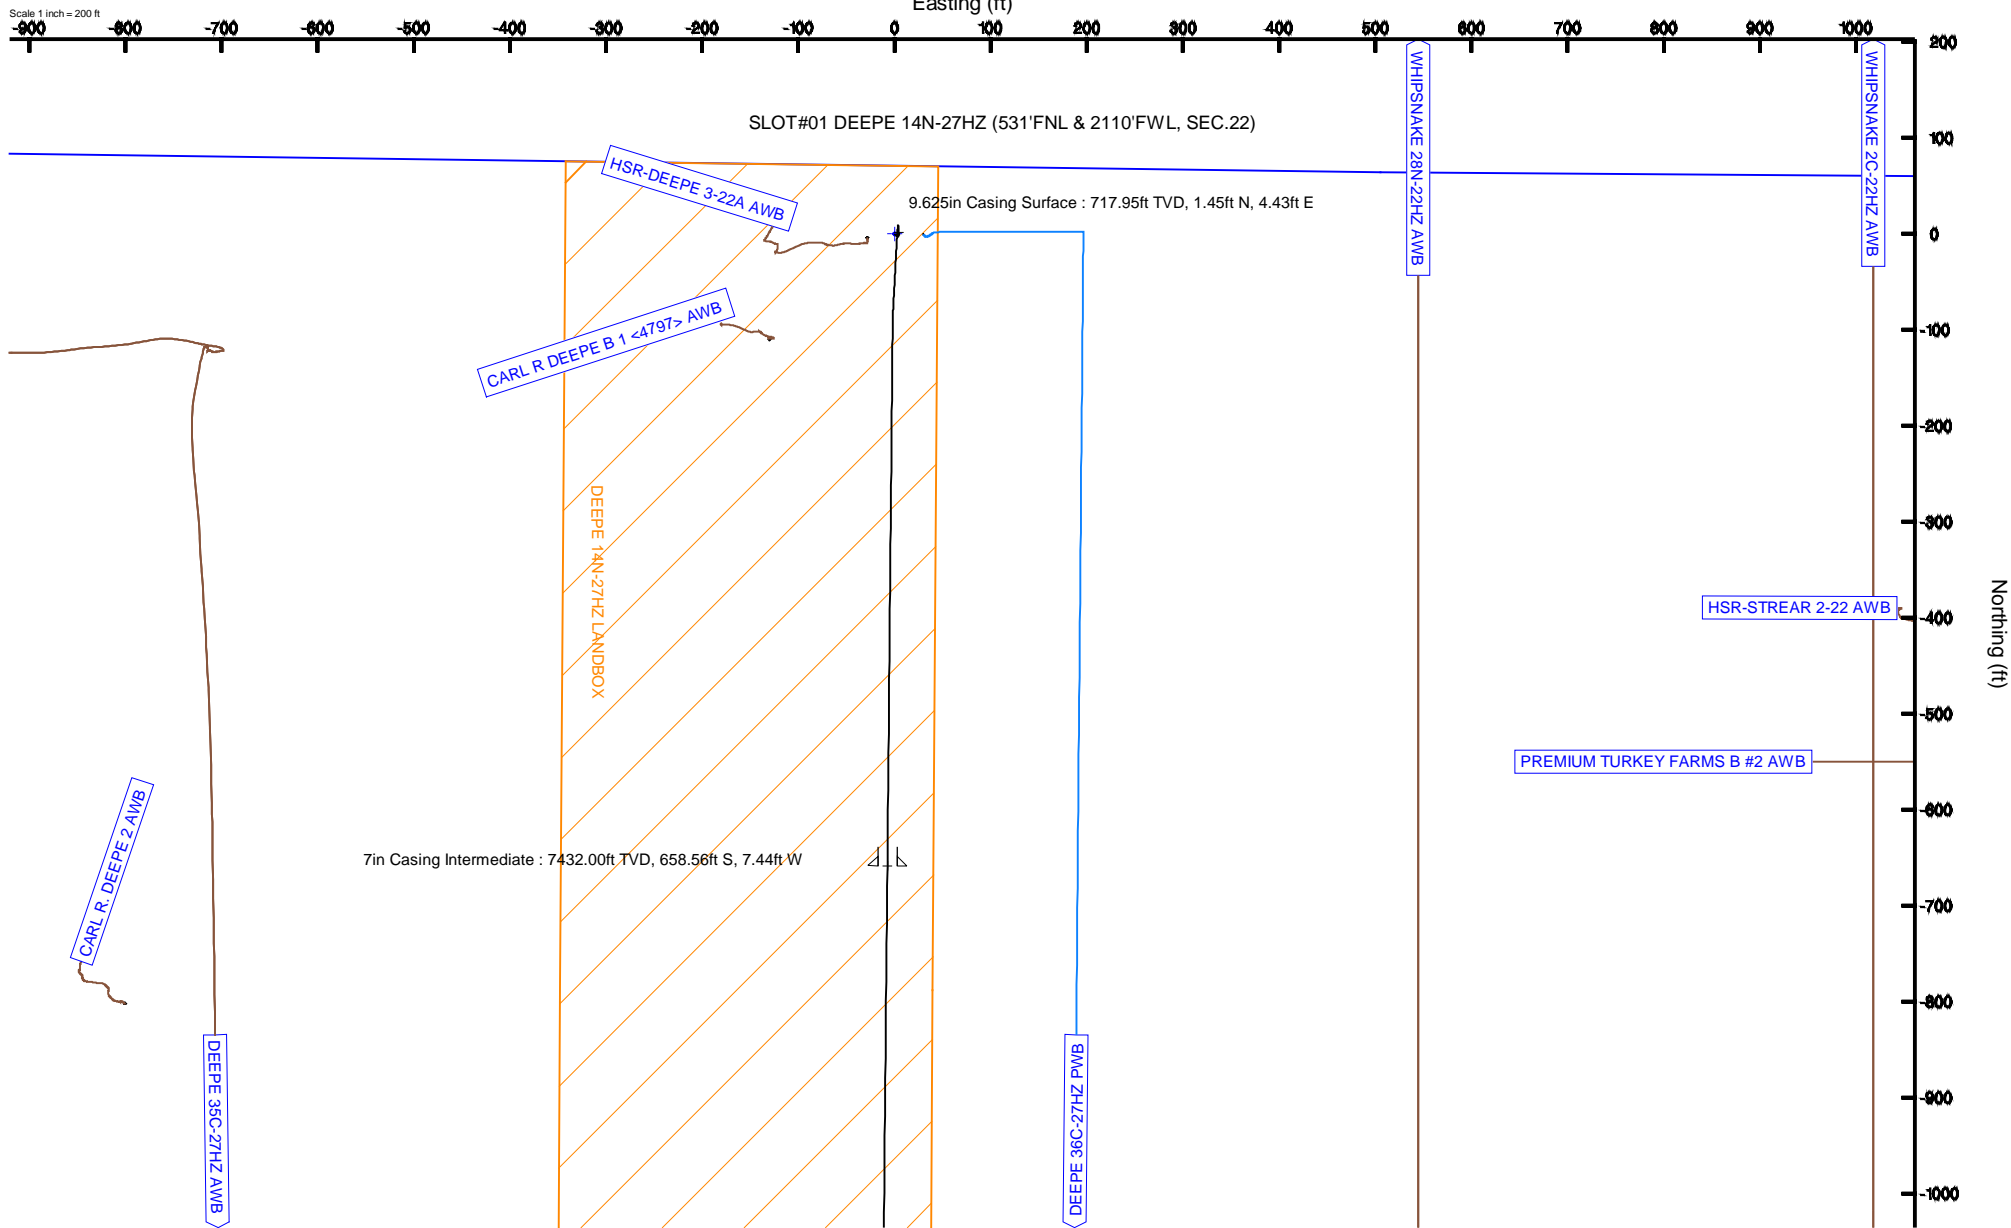 Easting (ft)
Scale 1 inch = 200 ft
-900 -800 -700 -600 -500 -400 -300 -200 -100 0 100 200 300 400 500 600 700 800 900 1000
200
100
0
-100
-200
-300
-400
-500
-600
-700
-800
-900
-1000
Northing (ft)
SLOT#01 DEEPE 14N-27HZ (531'FNL & 2110'FWL, SEC.22)
WHIPSNAKE 28N-22HZ AWB
WHIPSNAKE 2C-22HZ AWB
HSR-DEEPE 3-22A AWB
9.625in Casing Surface : 717.95ft TVD, 1.45ft N, 4.43ft E
CARL R DEEPE B 1 <4797> AWB
DEEPE 14N-27HZ LANDBOX
HSR-STREAR 2-22 AWB
PREMIUM TURKEY FARMS B #2 AWB
CARL R. DEEPE 2 AWB
7in Casing Intermediate : 7432.00ft TVD, 658.56ft S, 7.44ft W
DEEPE 35C-27HZ AWB
DEEPE 36C-27HZ PWB